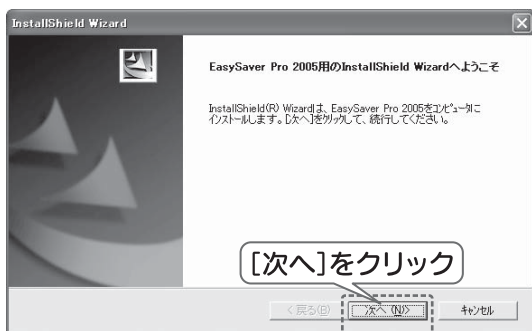 InstallShield Wizard
EasySaver Pro 2005用のInstallShield Wizardへようこそ
InstallShield(R) Wizardは、EasySaver Pro 2005をコンピュータに
インストールします。[次へ]をクリックして、続行してください。
[次へ]をクリック
< 戻る(B)
次へ (N)>
キャンセル